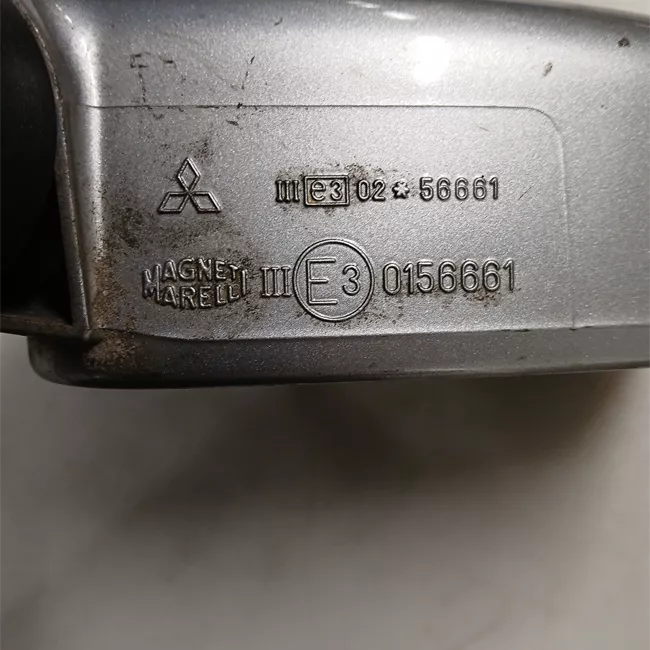 III e3 02 * 56661
MAGNETI
MARELLI III E3 0156661